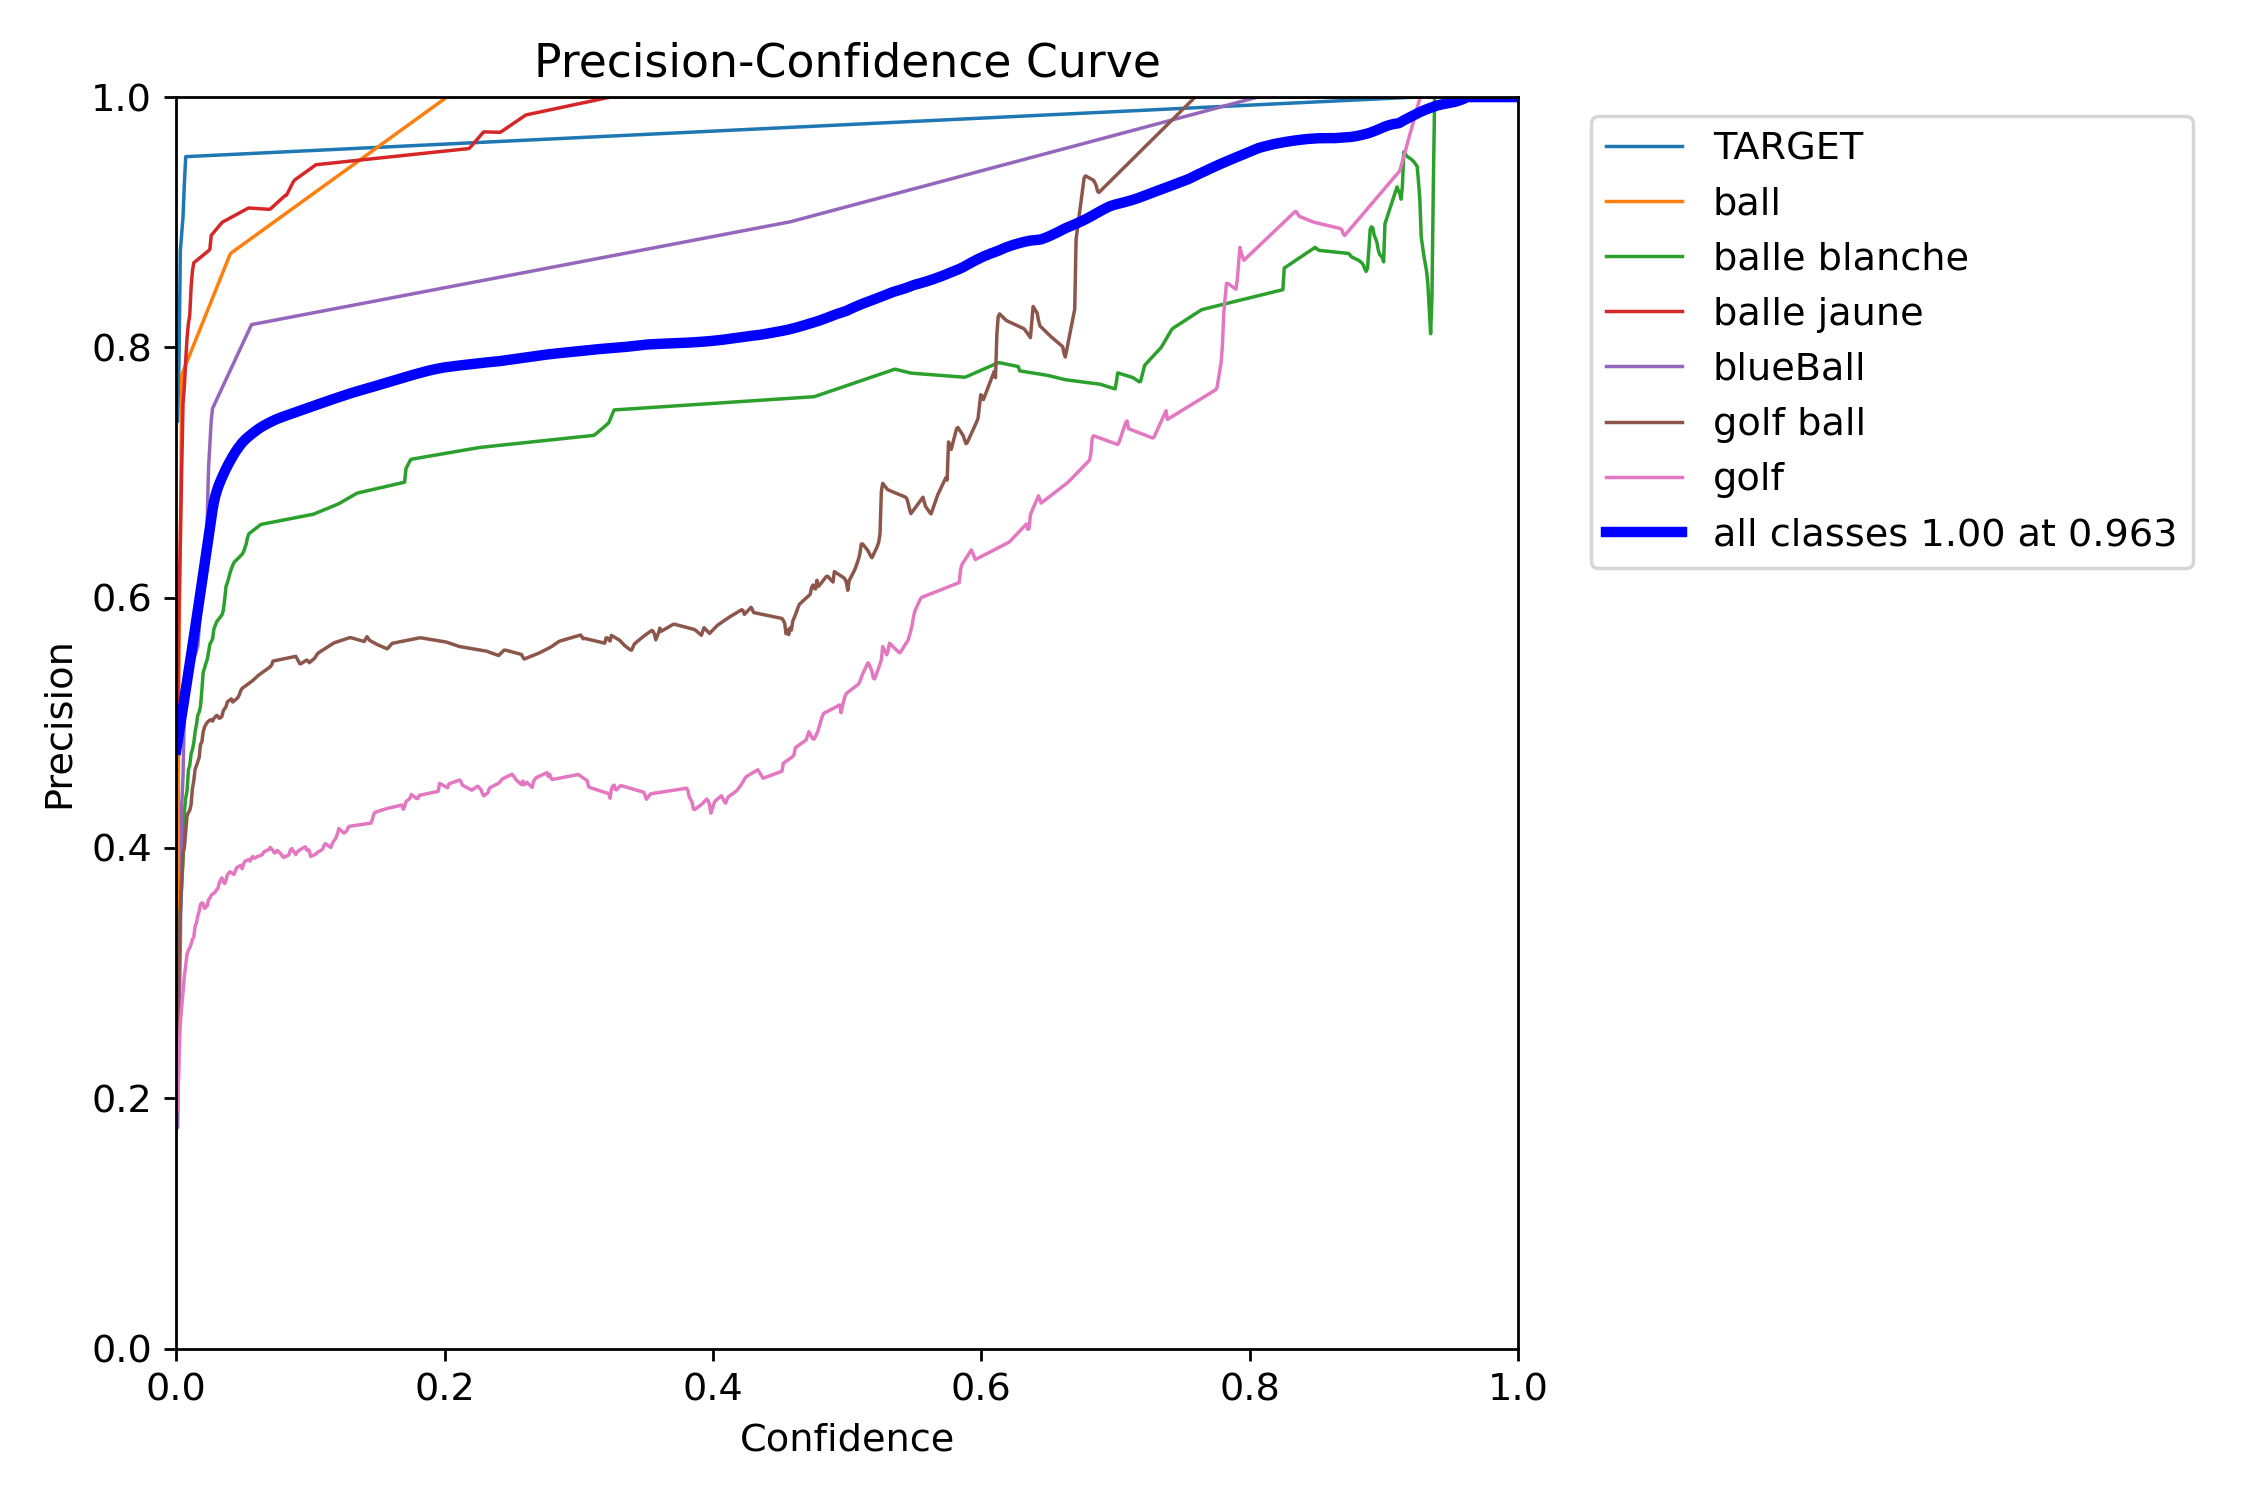 Precision-Confidence Curve
1.0
0.8
0.6
0.4
0.2
0.0
Precision
0.0 0.2 0.4 0.6 0.8 1.0
Confidence
TARGET
ball
balle blanche
balle jaune
blueBall
golf ball
golf
all classes 1.00 at 0.963